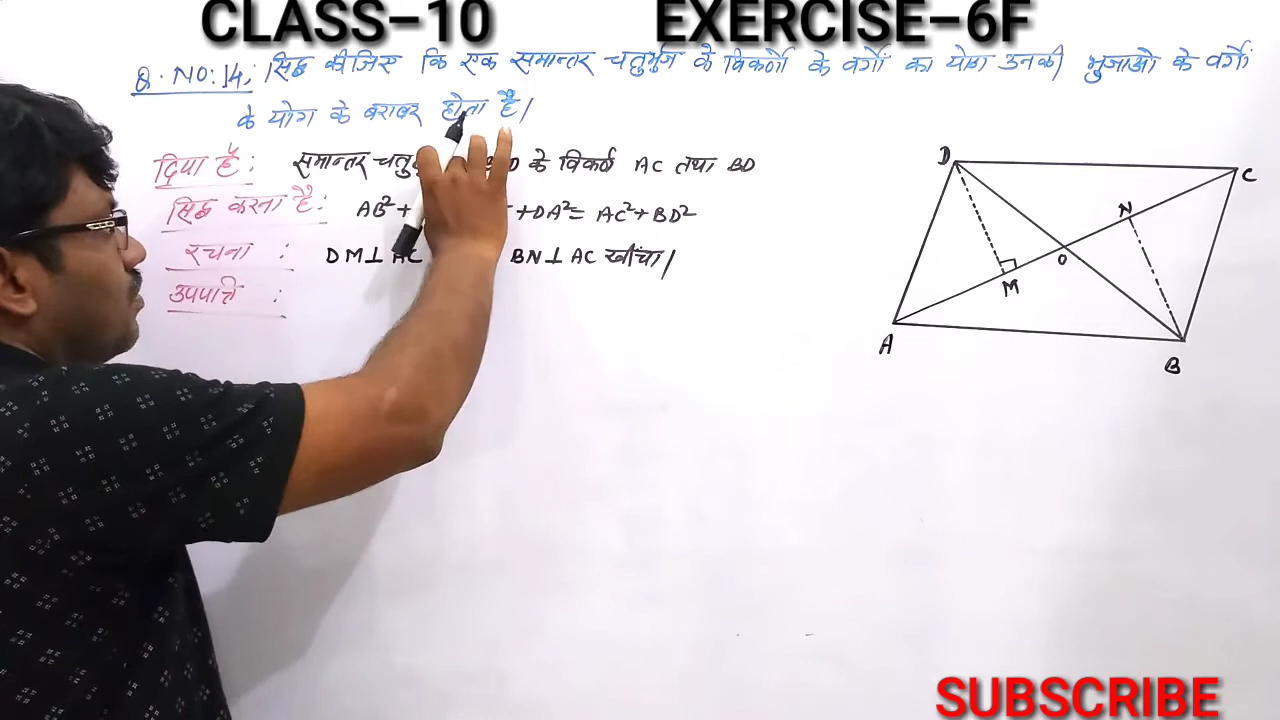 CLASS–10 EXERCISE–6F
Q. NO:14; सिद्ध कीजिए कि एक समान्तर चतुर्भुज के विकर्णों के वर्गों का योग उनकी भुजाओ के वर्गों
के योग के बराबर होता है।
दिया है: समान्तर के विकर्ण AC तथा BD
सिद्ध करना है: AB²+ +DA²= AC²+BD²
रचना : DM⊥AC BN⊥AC खींचा।
उपपत्ति :
D
C
N
O
M
A
B
SUBSCRIBE